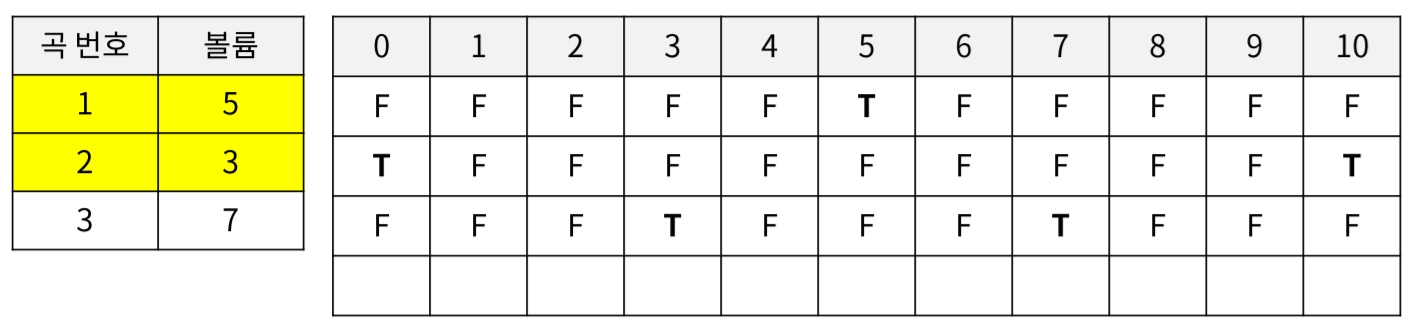 곡 번호 볼륨
1 5
2 3
3 7
0 1 2 3 4 5 6 7 8 9 10
F F F F F T F F F F F
T F F F F F F F F F T
F F F T F F F T F F F